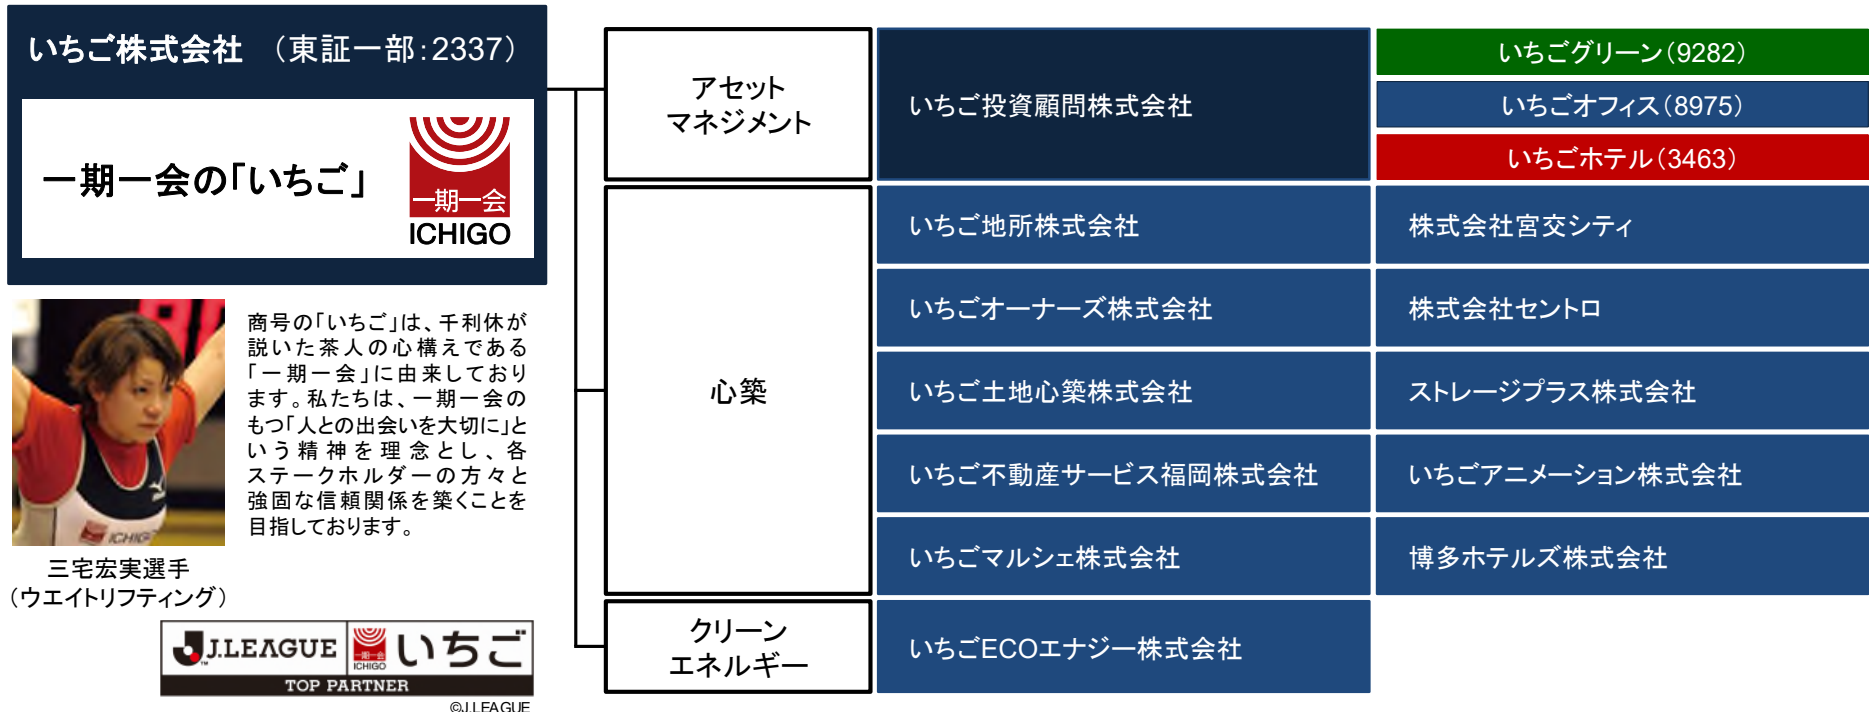 いちご株式会社 （東証一部：2337）
一期一会の「いちご」
一期一会
ICHIGO
商号の「いちご」は、千利休が
説いた茶人の心構えである
「一期一会」に由来しており
ます。私たちは、一期一会の
もつ「人との出会いを大切に」と
いう精神を理念とし、各
ステークホルダーの方々と
強固な信頼関係を築くことを
目指しております。
ICHIGO
三宅宏実選手
（ウエイトリフティング）
J.LEAGUE
TM
一期一会
ICHIGO
いちご
TOP PARTNER
©J.LEAGUE
アセット
マネジメント
いちご投資顧問株式会社
いちごグリーン（9282）
いちごオフィス（8975）
いちごホテル（3463）
心築
いちご地所株式会社
株式会社宮交シティ
いちごオーナーズ株式会社
株式会社セントロ
いちご土地心築株式会社
ストレージプラス株式会社
いちご不動産サービス福岡株式会社
いちごアニメーション株式会社
いちごマルシェ株式会社
博多ホテルズ株式会社
クリーン
エネルギー
いちごECOエナジー株式会社